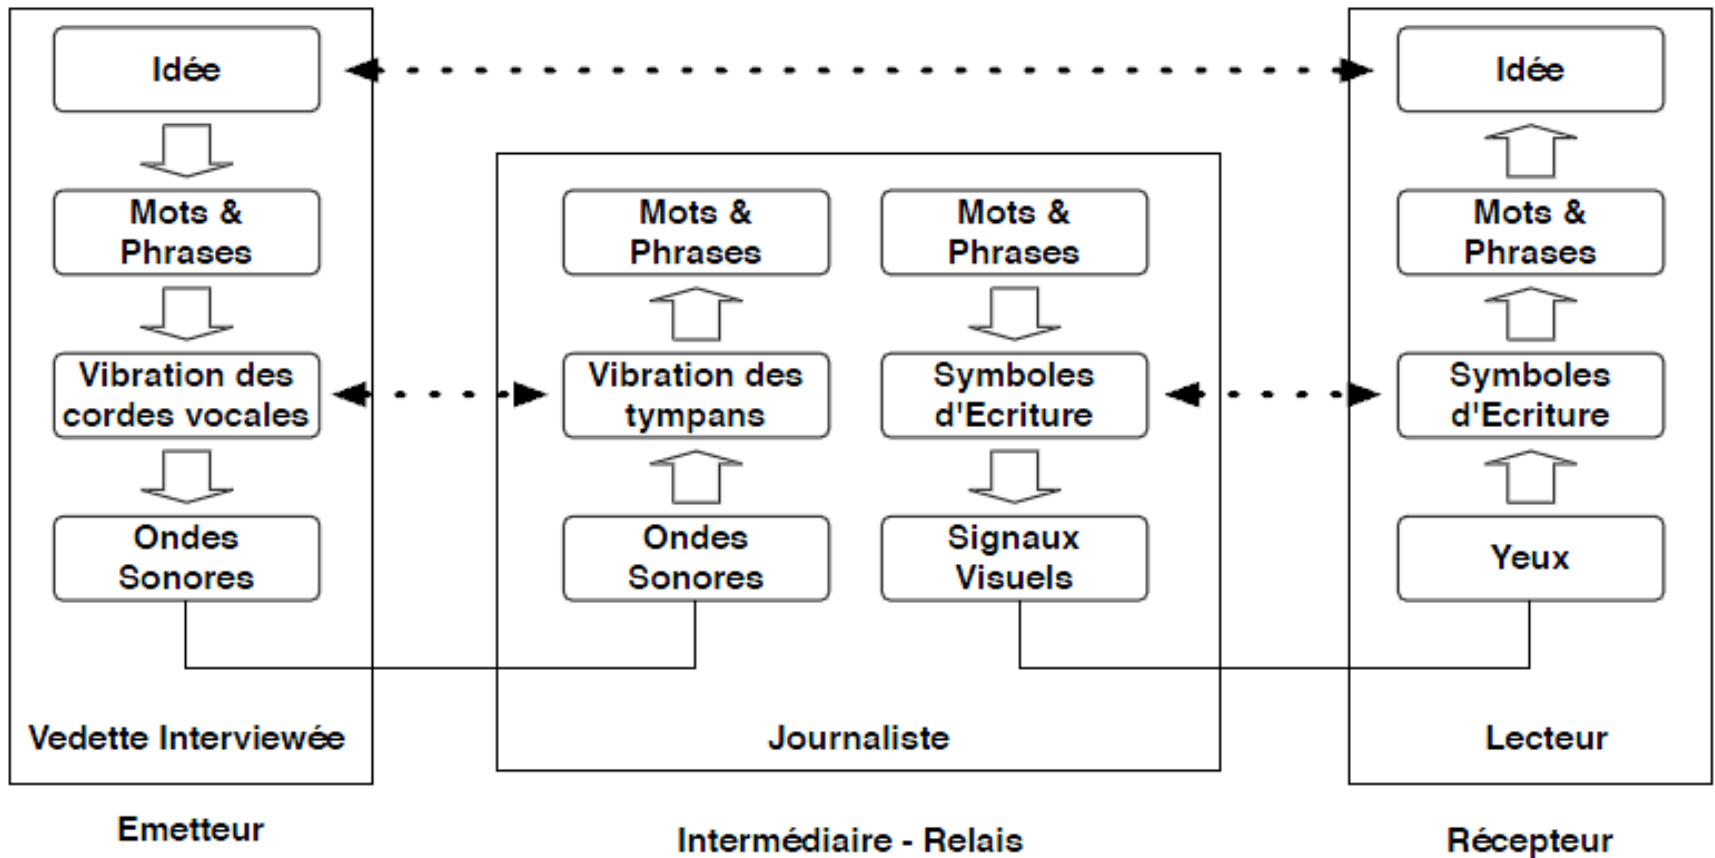 Idée
Idée
Mots &
Phrases
Mots &
Phrases
Mots &
Phrases
Mots &
Phrases
Vibration des
cordes vocales
Vibration des
tympans
Symboles
d'Ecriture
Symboles
d'Ecriture
Ondes
Sonores
Ondes
Sonores
Signaux
Visuels
Yeux
Vedette Interviewée
Journaliste
Lecteur
Emetteur
Intermédiaire - Relais
Récepteur